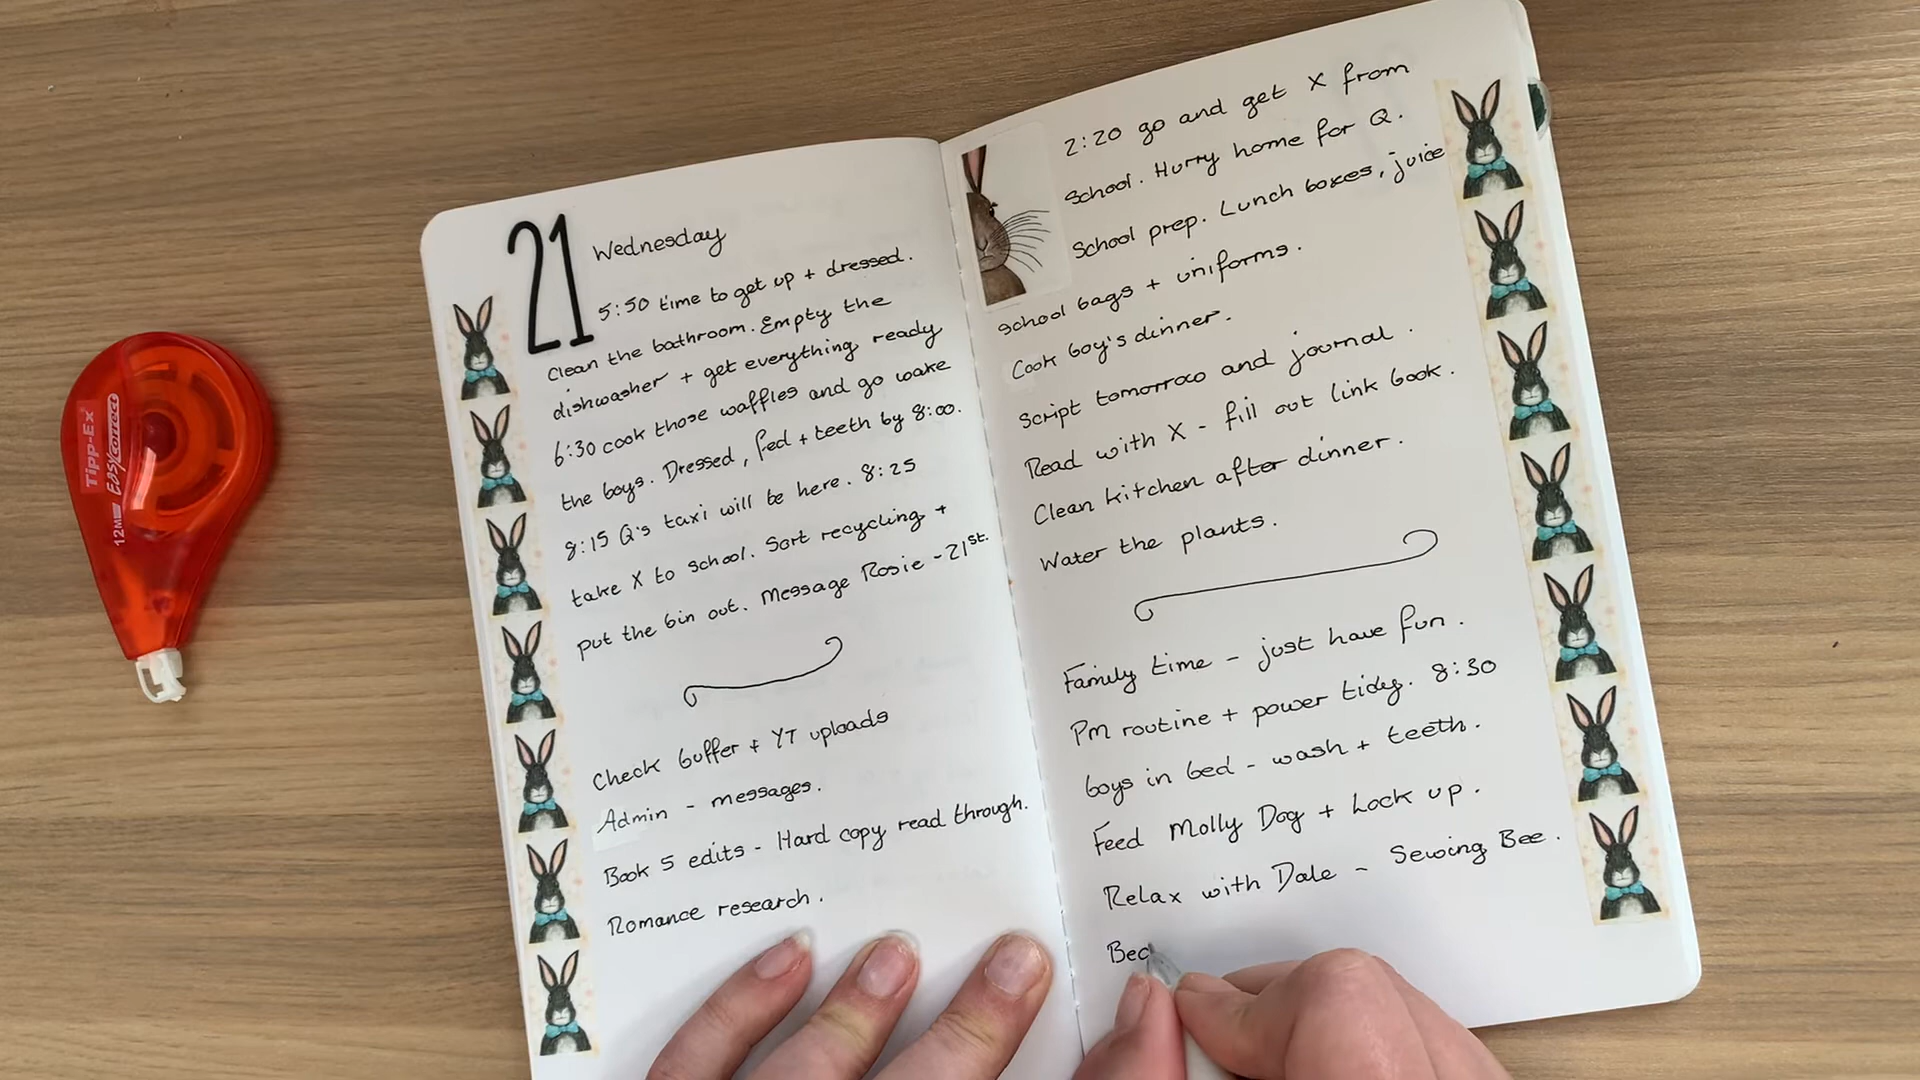 Tipp-Ex
Easy correct
12M
21 Wednesday
5:50 time to get up + dressed.
Clean the bathroom. Empty the
dishwasher + get everything ready
6:30 cook those waffles and go wake
the boys. Dressed, fed + teeth by 8:00.
8:15 Q's taxi will be here. 8:25
take X to school. Sort recycling +
put the bin out. Message Rosie - 21st.
Check buffer + YT uploads
Admin - messages.
Book 5 edits - Hard copy read through.
Romance research.
2:20 go and get X from
School. Hurry home for Q.
School prep. Lunch boxes, juice
school bags + uniforms.
Cook boy's dinner.
Script tomorrow and journal.
Read with X - fill out link book.
Clean kitchen after dinner.
Water the plants.
Family time - just have fun.
PM routine + power tidy. 8:30
boys in bed - wash + teeth.
Feed Molly Dog + Lock up.
Relax with Dale - Sewing Bee.
Bec